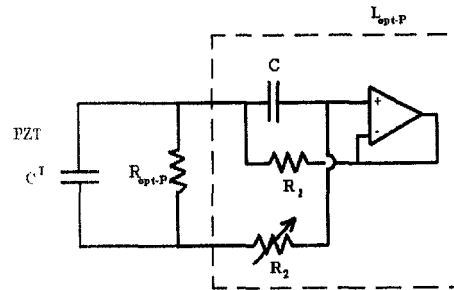 L_opt-P
C
+
-
PZT
C^T
R_opt-P
R_1
R_2